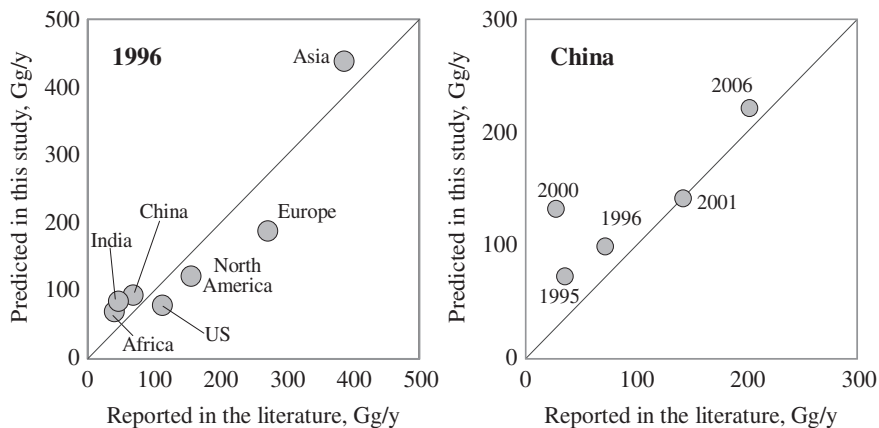 Predicted in this study, Gg/y
500
400
300
200
100
0
1996
Asia
Europe
China
India
North
America
US
Africa
0 100 200 300 400 500
Reported in the literature, Gg/y
Predicted in this study, Gg/y
300
200
100
0
China
2006
2000
2001
1996
1995
0 100 200 300
Reported in the literature, Gg/y